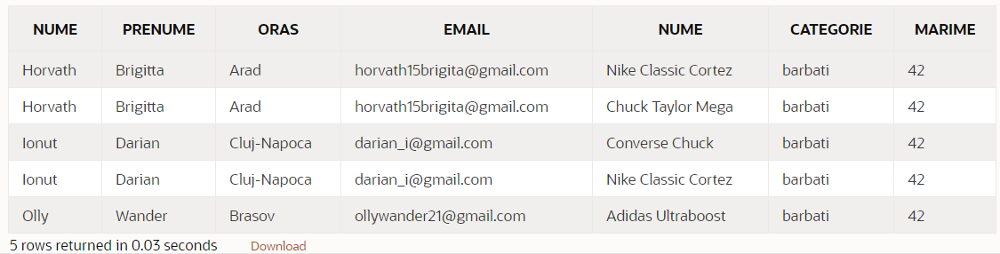 NUME PRENUME ORAS EMAIL NUME CATEGORIE MARIME
Horvath Brigitta Arad horvath15brigita@gmail.com Nike Classic Cortez barbati 42
Horvath Brigitta Arad horvath15brigita@gmail.com Chuck Taylor Mega barbati 42
Ionut Darian Cluj-Napoca darian_i@gmail.com Converse Chuck barbati 42
Ionut Darian Cluj-Napoca darian_i@gmail.com Nike Classic Cortez barbati 42
Olly Wander Brasov ollywander21@gmail.com Adidas Ultraboost barbati 42
5 rows returned in 0.03 seconds Download